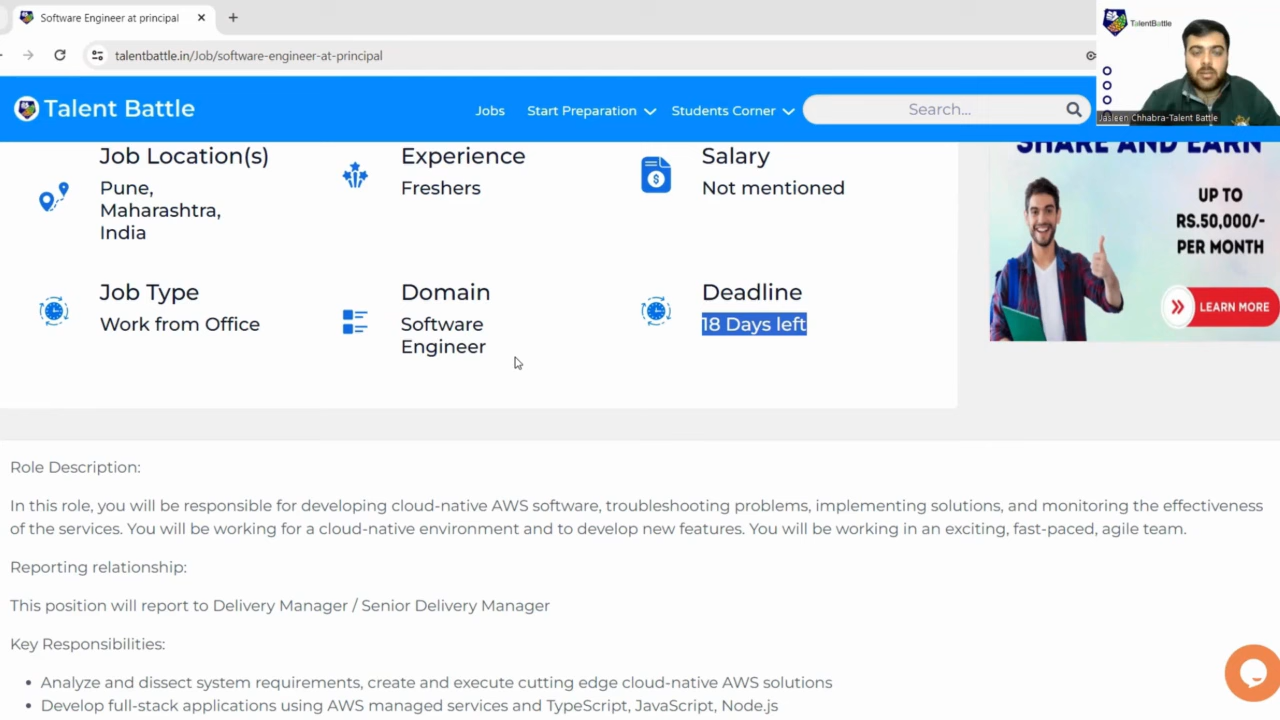 Software Engineer at principal
talentbattle.in/Job/software-engineer-at-principal
TalentBattle
Jasleen Chhabra-Talent Battle
Talent Battle
Jobs
Start Preparation
Students Corner
Search...
Job Location(s)
Pune,
Maharashtra,
India
Experience
Freshers
Salary
Not mentioned
Job Type
Work from Office
Domain
Software
Engineer
Deadline
18 Days left
SHARE AND EARN
UP TO
RS.50,000/-
PER MONTH
LEARN MORE
Role Description:
In this role, you will be responsible for developing cloud-native AWS software, troubleshooting problems, implementing solutions, and monitoring the effectiveness
of the services. You will be working for a cloud-native environment and to develop new features. You will be working in an exciting, fast-paced, agile team.
Reporting relationship:
This position will report to Delivery Manager / Senior Delivery Manager
Key Responsibilities:
• Analyze and dissect system requirements, create and execute cutting edge cloud-native AWS solutions
• Develop full-stack applications using AWS managed services and TypeScript, JavaScript, Node.js